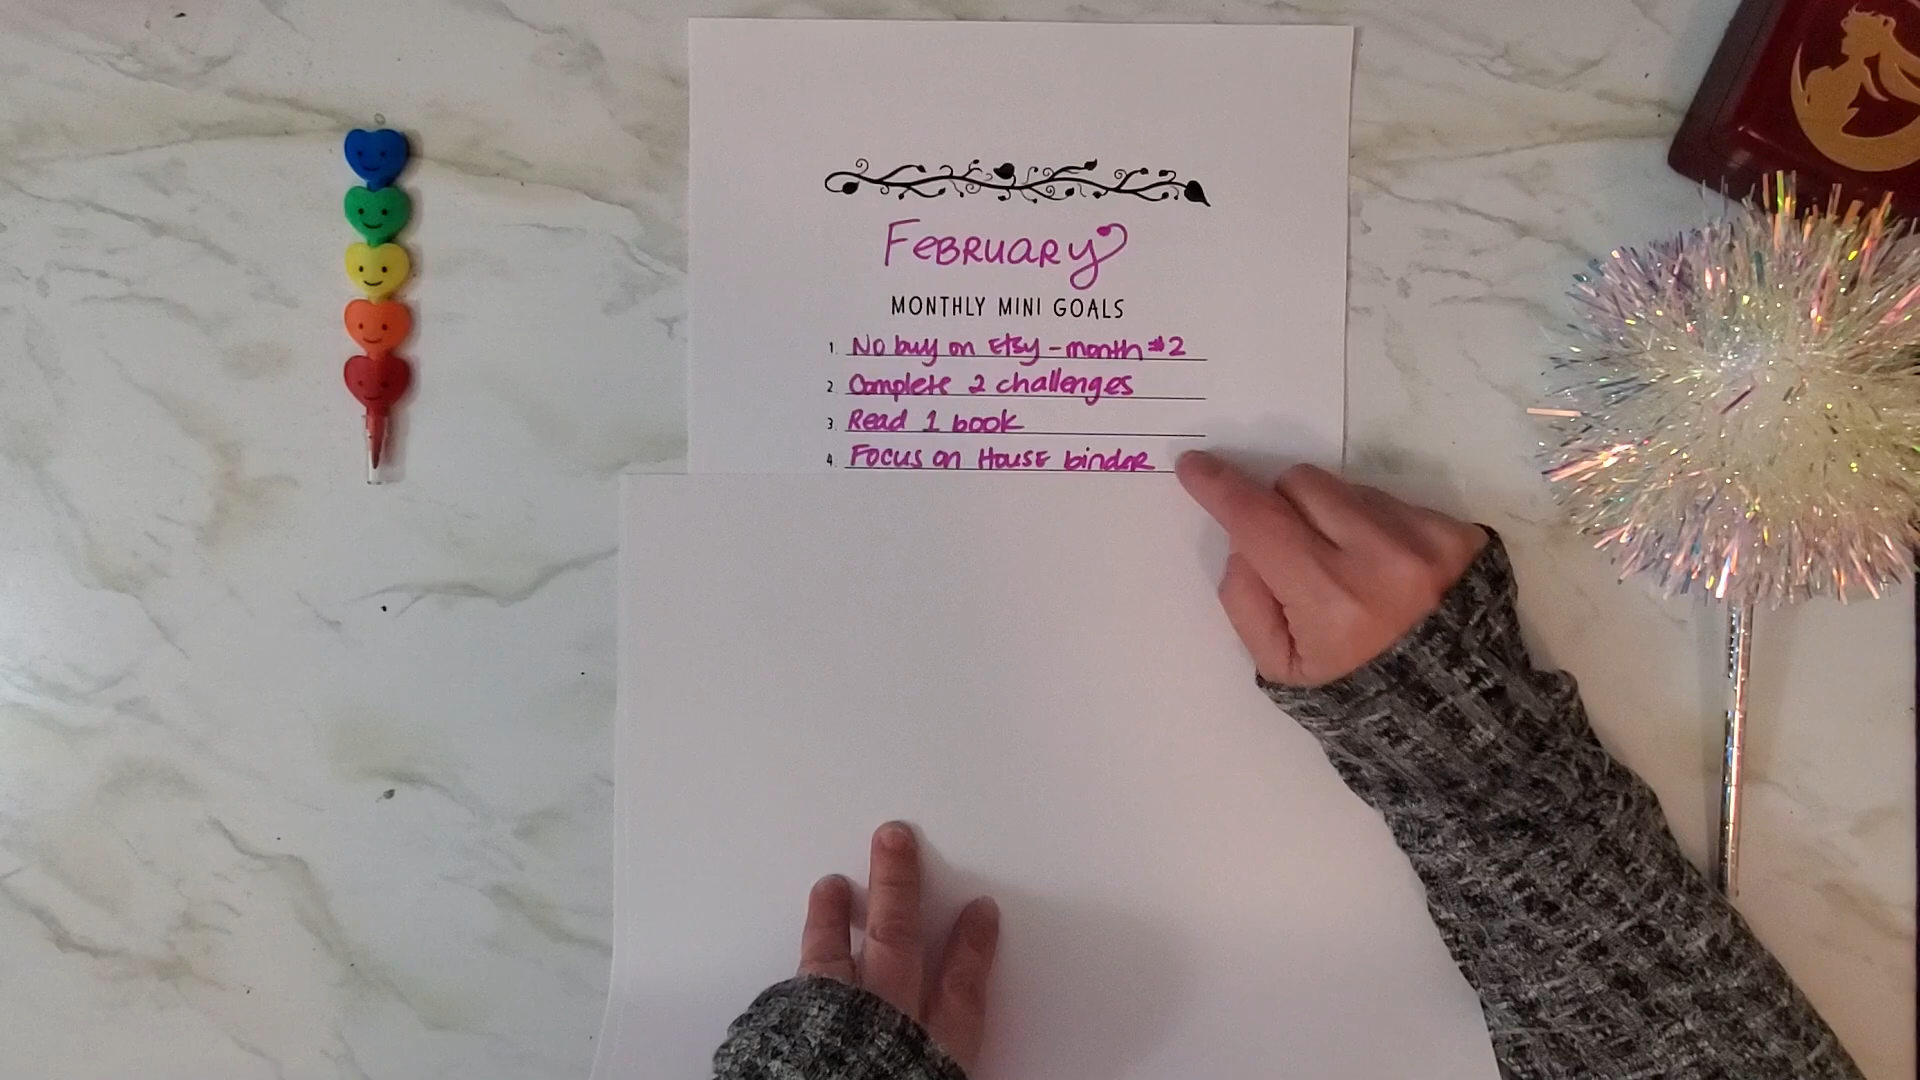 FEBRUARY
MONTHLY MINI GOALS
1. No buy on Etsy - month #2
2. Complete 2 challenges
3. Read 1 book
4. Focus on House binder